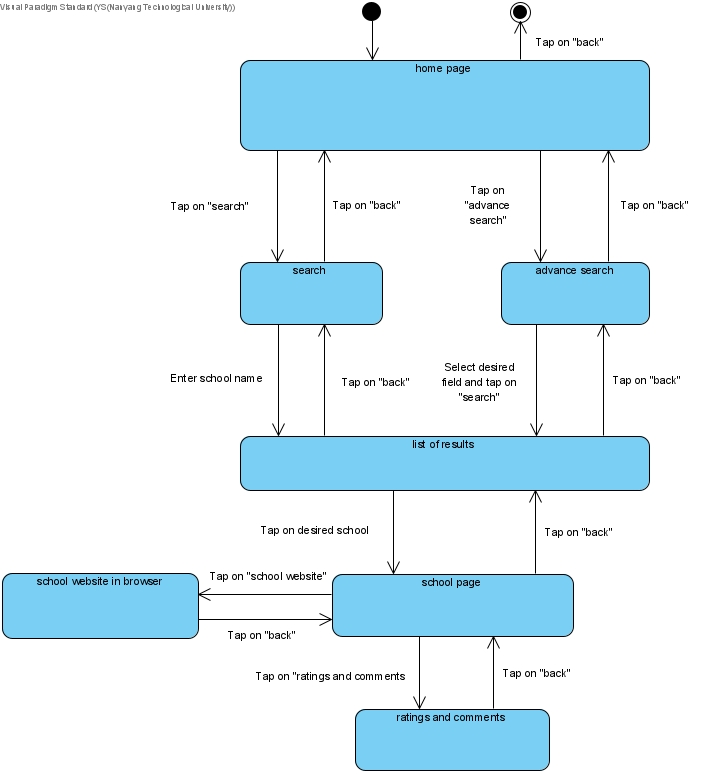 Visual Paradigm Standard(YS(Nanyang Technological University))
Tap on "back"
home page
Tap on "search"
Tap on "back"
Tap on
"advance
search"
Tap on "back"
search
advance search
Enter school name
Tap on "back"
Select desired
field and tap on
"search"
Tap on "back"
list of results
Tap on desired school
Tap on "back"
school website in browser
Tap on "school website"
school page
Tap on "back"
Tap on "ratings and comments
Tap on "back"
ratings and comments